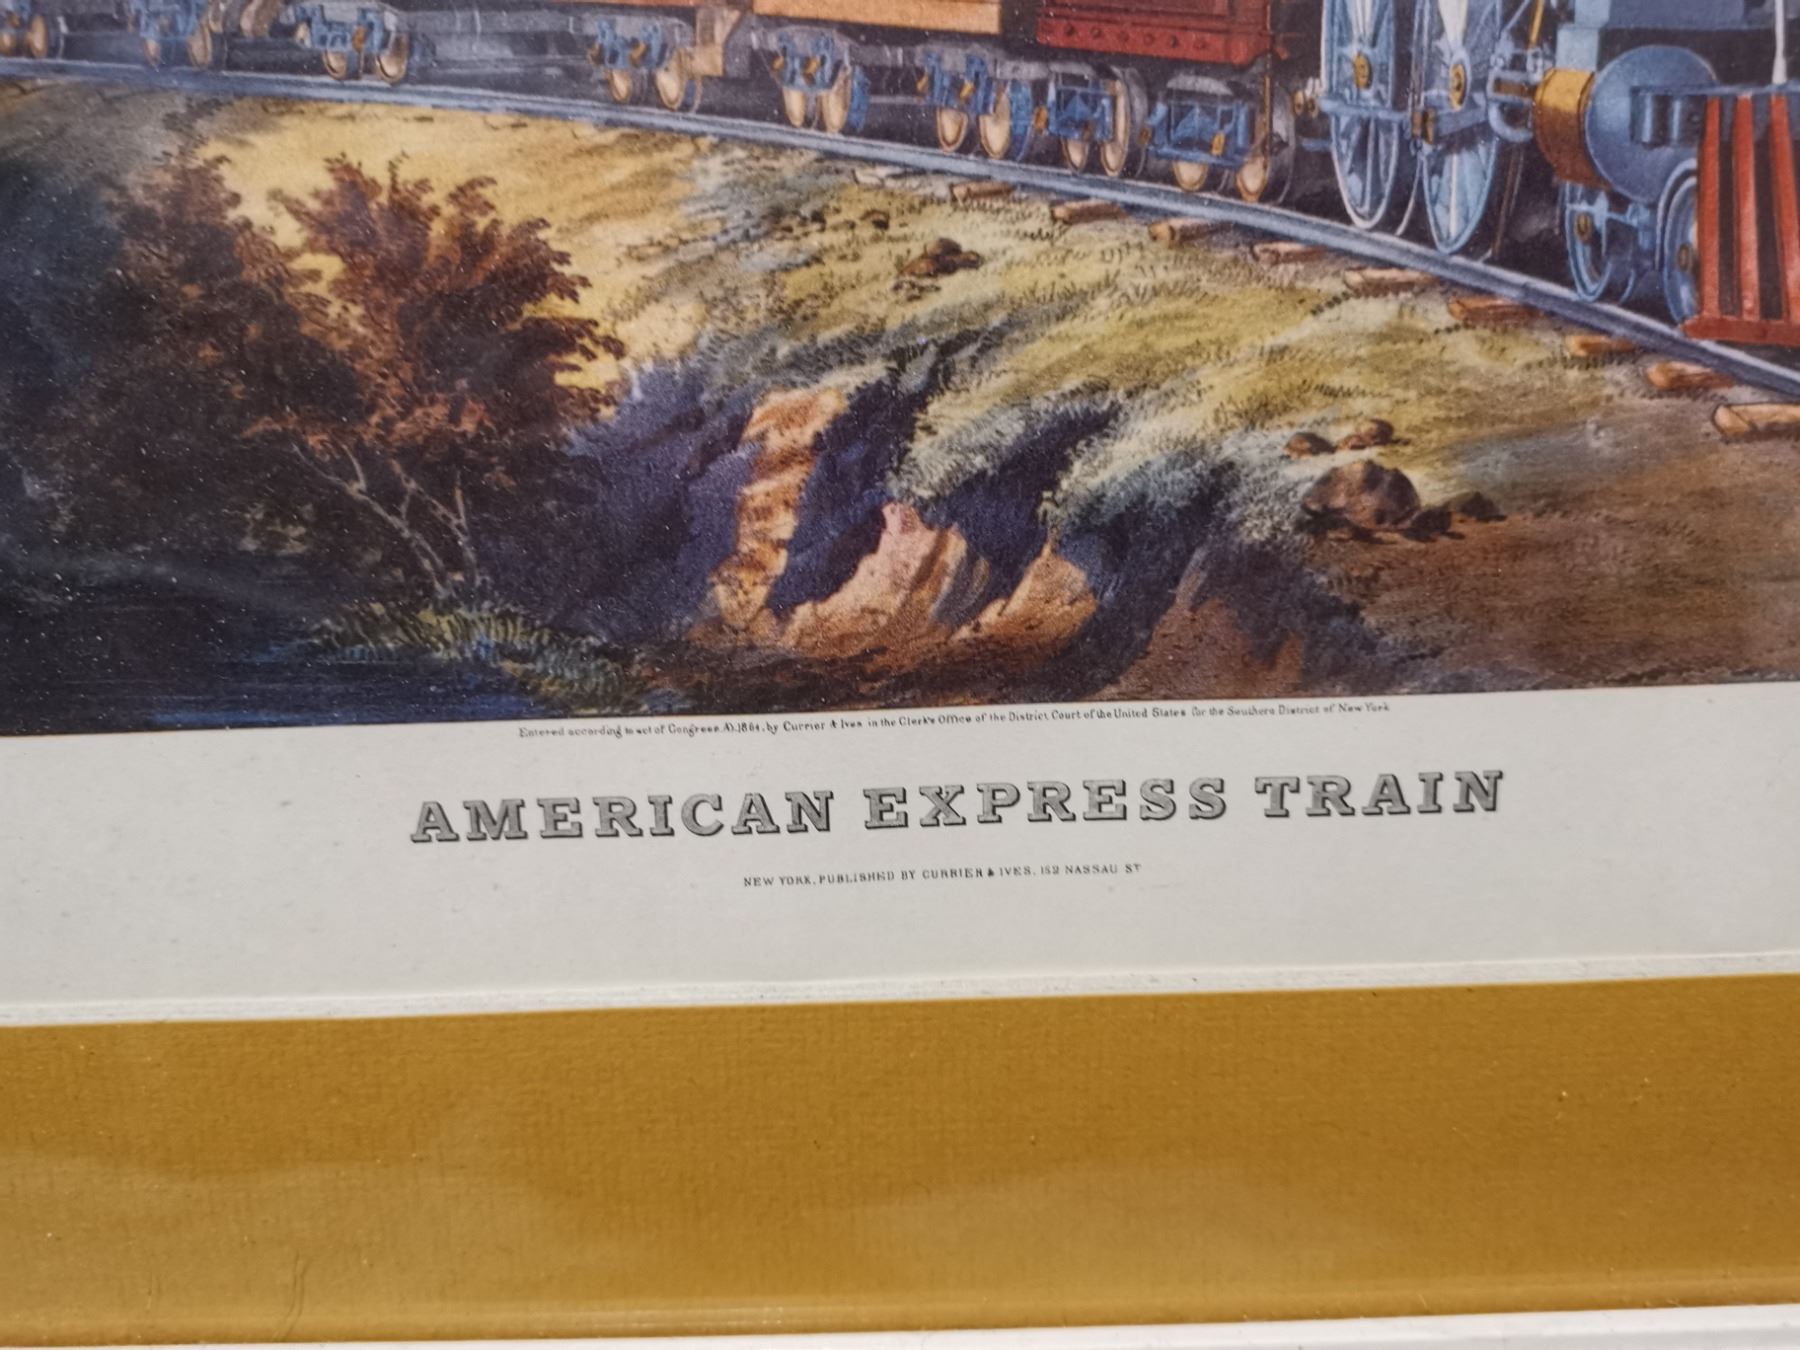 Entered according to act of Congress, A.D. 1864, by Currier & Ives in the Clerk's Office of the District Court of the United States for the Southern District of New York
AMERICAN EXPRESS TRAIN
NEW YORK, PUBLISHED BY CURRIER & IVES, 152 NASSAU ST